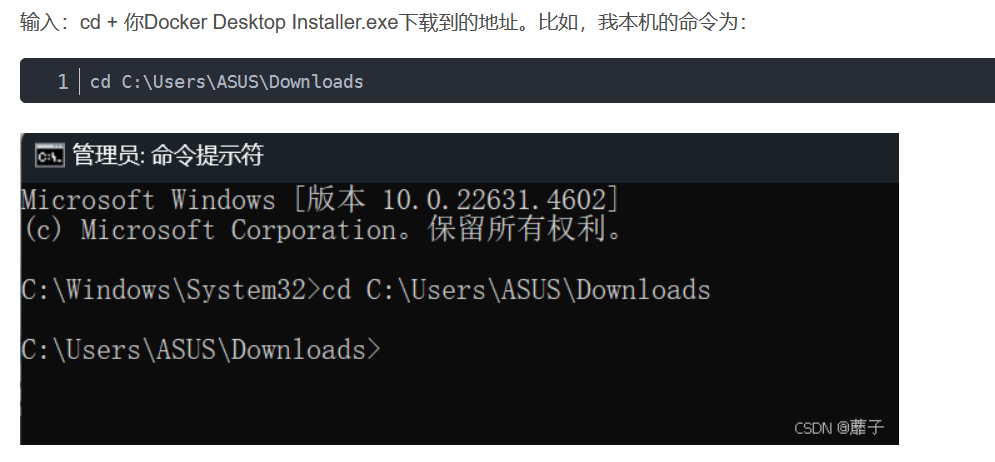 输入：cd + 你Docker Desktop Installer.exe下载到的地址。比如，我本机的命令为：
1 cd C:\Users\ASUS\Downloads
管理员: 命令提示符
Microsoft Windows [版本 10.0.22631.4602]
(c) Microsoft Corporation。保留所有权利。
C:\Windows\System32>cd C:\Users\ASUS\Downloads
C:\Users\ASUS\Downloads>
CSDN @蘼子